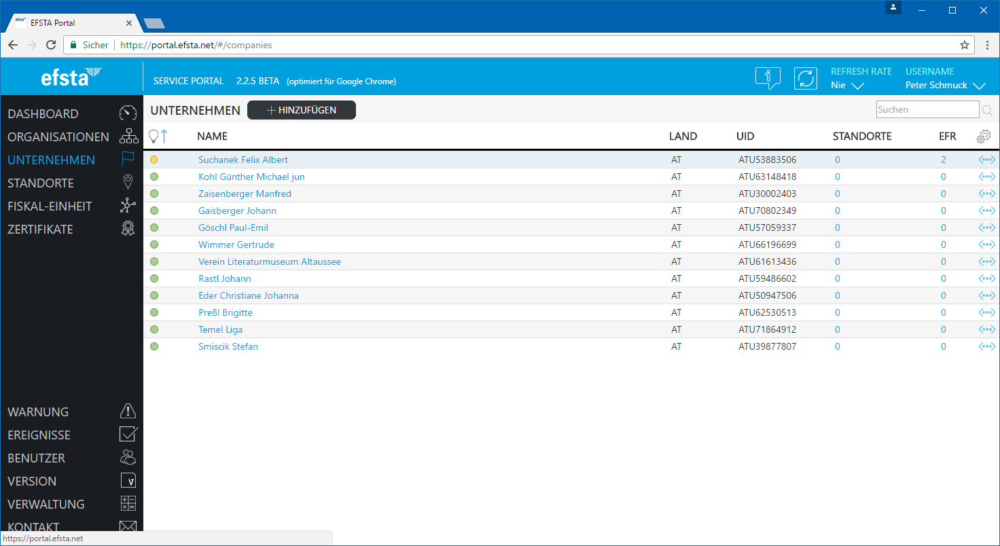 efsta EFSTA Portal
Sicher https://portal.efsta.net/#/companies
efsta
SERVICE PORTAL 2.2.5 BETA (optimiert für Google Chrome)
REFRESH RATE
Nie
USERNAME
Peter Schmuck
DASHBOARD
ORGANISATIONEN
UNTERNEHMEN
STANDORTE
FISKAL-EINHEIT
ZERTIFIKATE
WARNUNG
EREIGNISSE
BENUTZER
VERSION V
VERWALTUNG
KONTAKT
UNTERNEHMEN + HINZUFÜGEN Suchen
NAME LAND UID STANDORTE EFR
Suchanek Felix Albert AT ATU53883506 0 2
Kohl Günther Michael jun AT ATU63148418 0 0
Zaisenberger Manfred AT ATU30002403 0 0
Gaisberger Johann AT ATU70802349 0 0
Göschl Paul-Emil AT ATU57059337 0 0
Wimmer Gertrude AT ATU66196699 0 0
Verein Literaturmuseum Altaussee AT ATU61613436 0 0
Rastl Johann AT ATU59486602 0 0
Eder Christiane Johanna AT ATU50947506 0 0
Preßl Brigitte AT ATU62530513 0 0
Temel Liga AT ATU71864912 0 0
Smiscik Stefan AT ATU39877807 0 0
https://portal.efsta.net